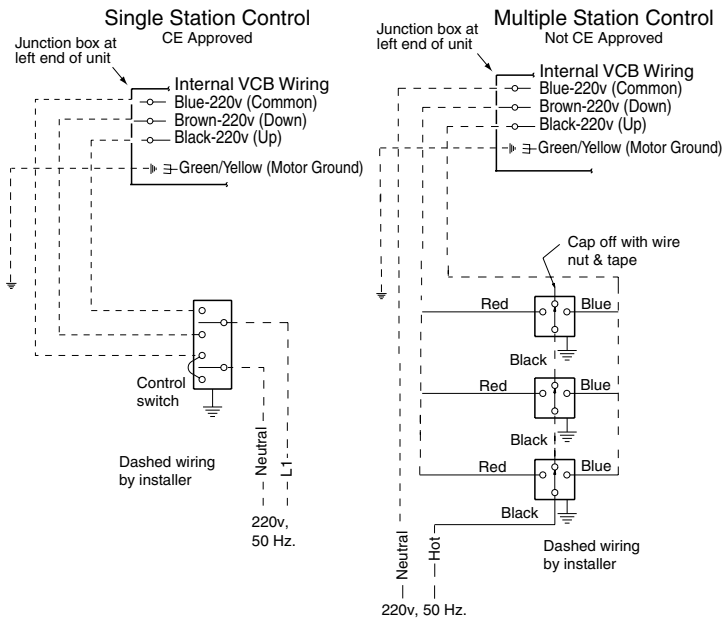 Single Station Control
CE Approved
Junction box at
left end of unit
Internal VCB Wiring
Blue-220v (Common)
Brown-220v (Down)
Black-220v (Up)
Green/Yellow (Motor Ground)
Control
switch
Neutral
L1
Dashed wiring
by installer
220v,
50 Hz.
Multiple Station Control
Not CE Approved
Junction box at
left end of unit
Internal VCB Wiring
Blue-220v (Common)
Brown-220v (Down)
Black-220v (Up)
Green/Yellow (Motor Ground)
Cap off with wire
nut & tape
Red
Blue
Black
Red
Blue
Black
Red
Blue
Black
Neutral
Hot
Dashed wiring
by installer
220v, 50 Hz.